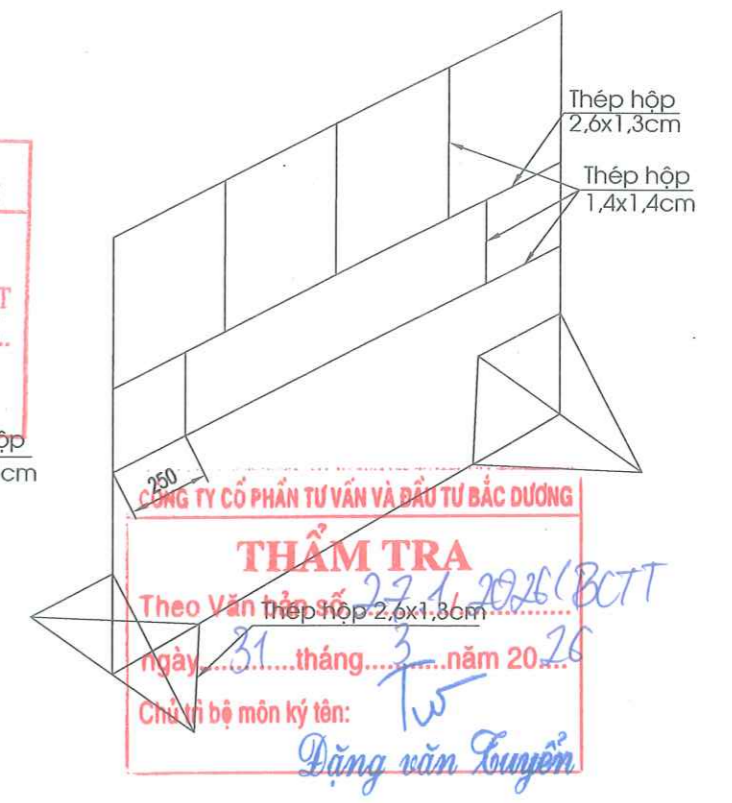 Thép hộp
2,6x1,3cm
Thép hộp
1,4x1,4cm
T
ộp
cm
250
CÔNG TY CỔ PHẦN TƯ VẤN VÀ ĐẦU TƯ BẮC DƯƠNG
THẨM TRA
Theo Văn bản số 27.1/2026/BCTT
Thép hộp 2,6x1,3cm
ngày 31 tháng 3 năm 2026
Chủ trì bộ môn ký tên:
Đặng văn Tuyển